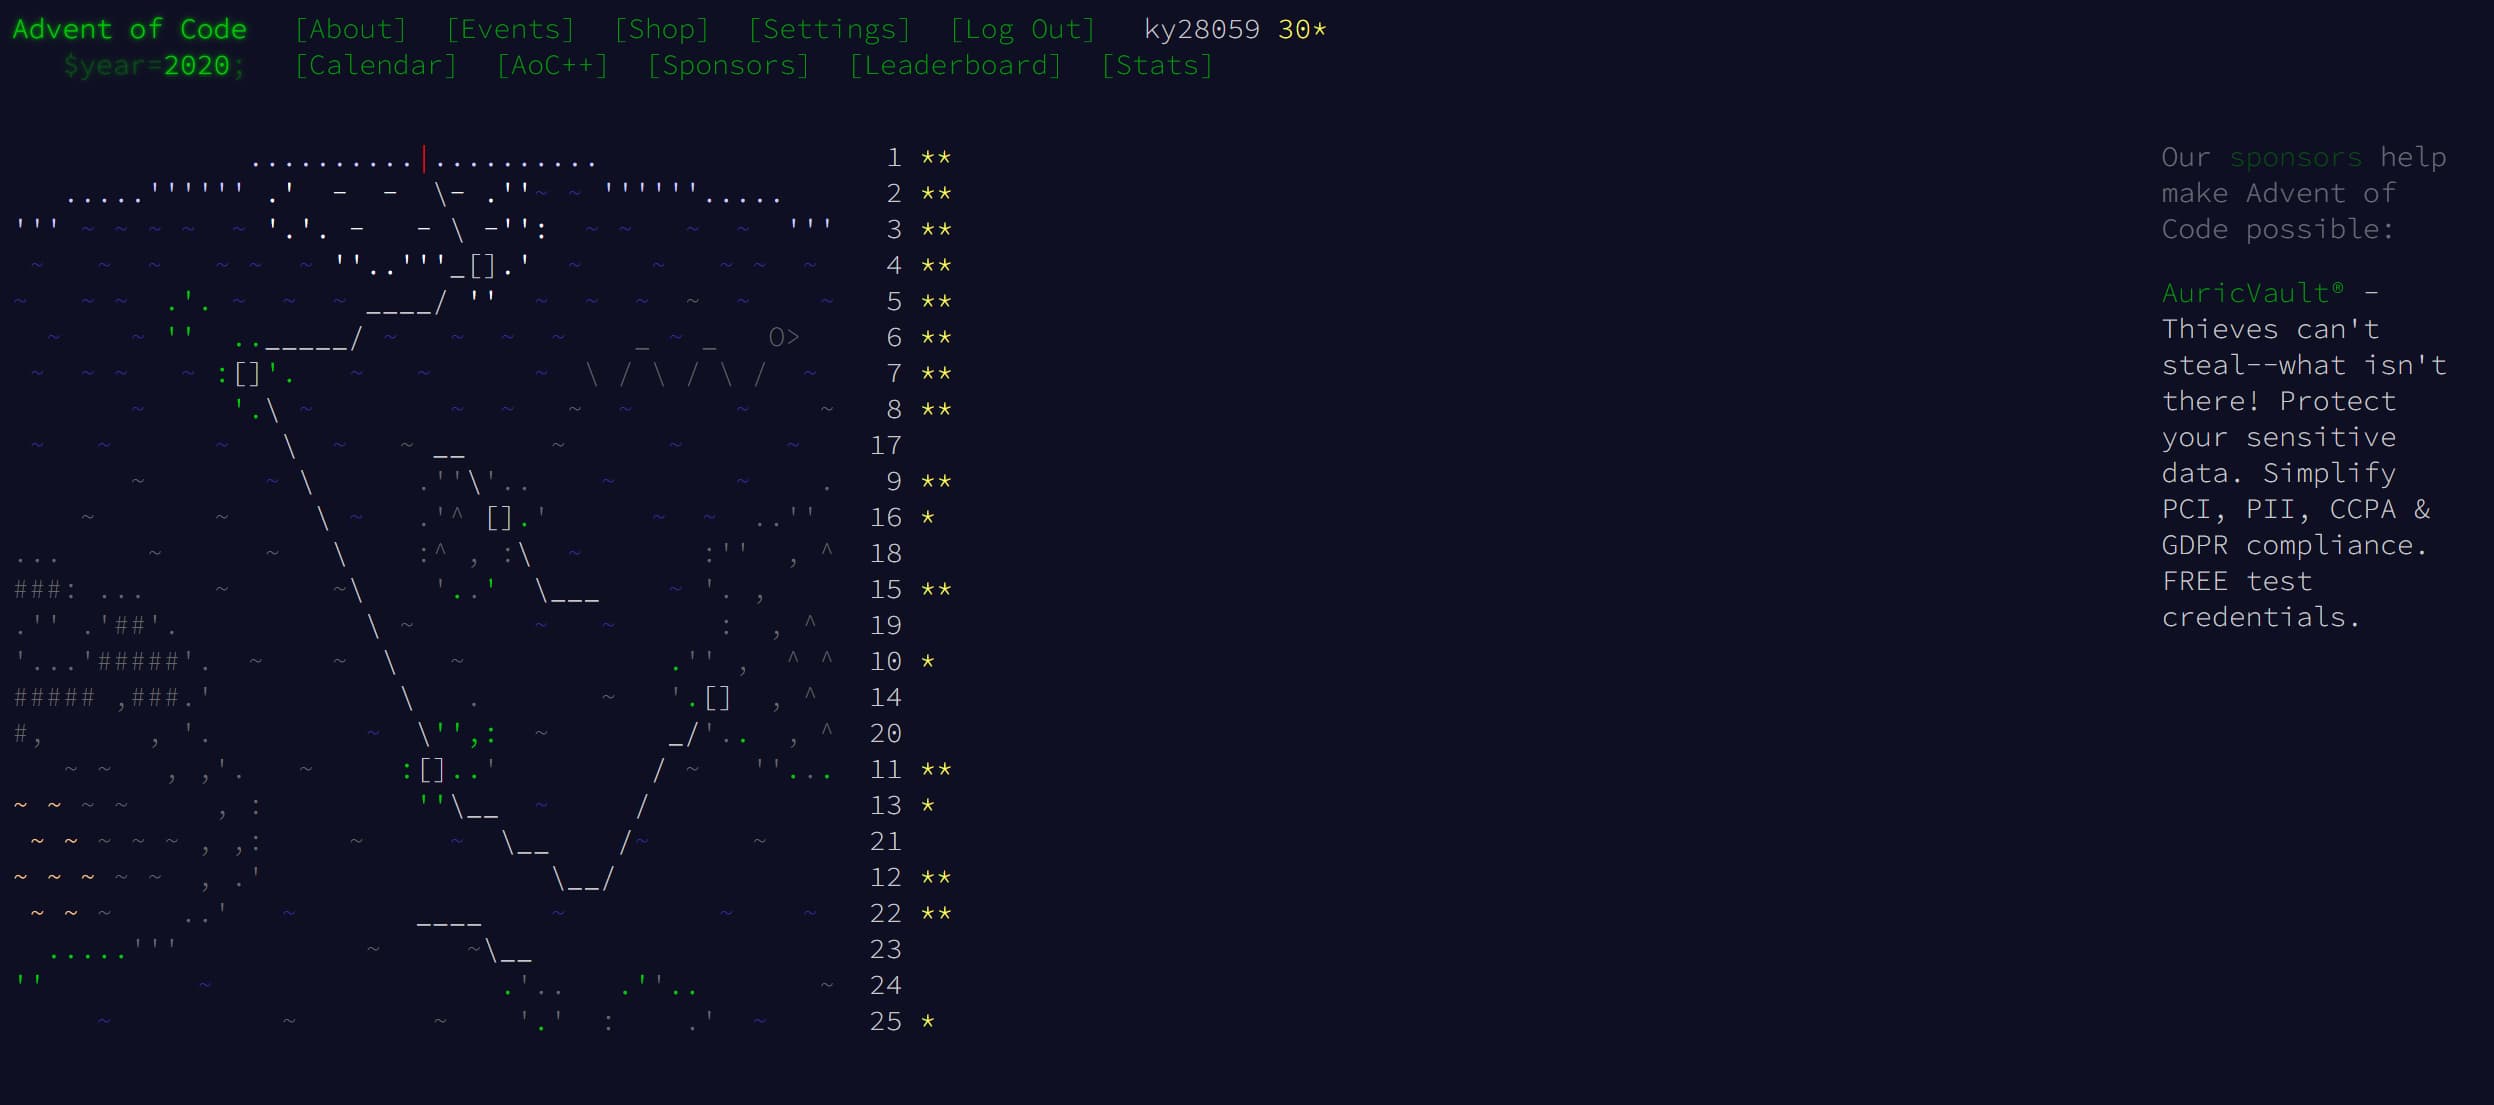 Advent of Code [About] [Events] [Shop] [Settings] [Log Out] ky28059 30*
$year=2020; [Calendar] [AoC++] [Sponsors] [Leaderboard] [Stats]
1 **
2 **
3 **
4 **
5 **
6 **
7 **
8 **
17
9 **
16 *
18
15 **
19
10 *
14
20
11 **
13 *
21
12 **
22 **
23
24
25 *
Our sponsors help
make Advent of
Code possible:
AuricVault® -
Thieves can't
steal--what isn't
there! Protect
your sensitive
data. Simplify
PCI, PII, CCPA &
GDPR compliance.
FREE test
credentials.